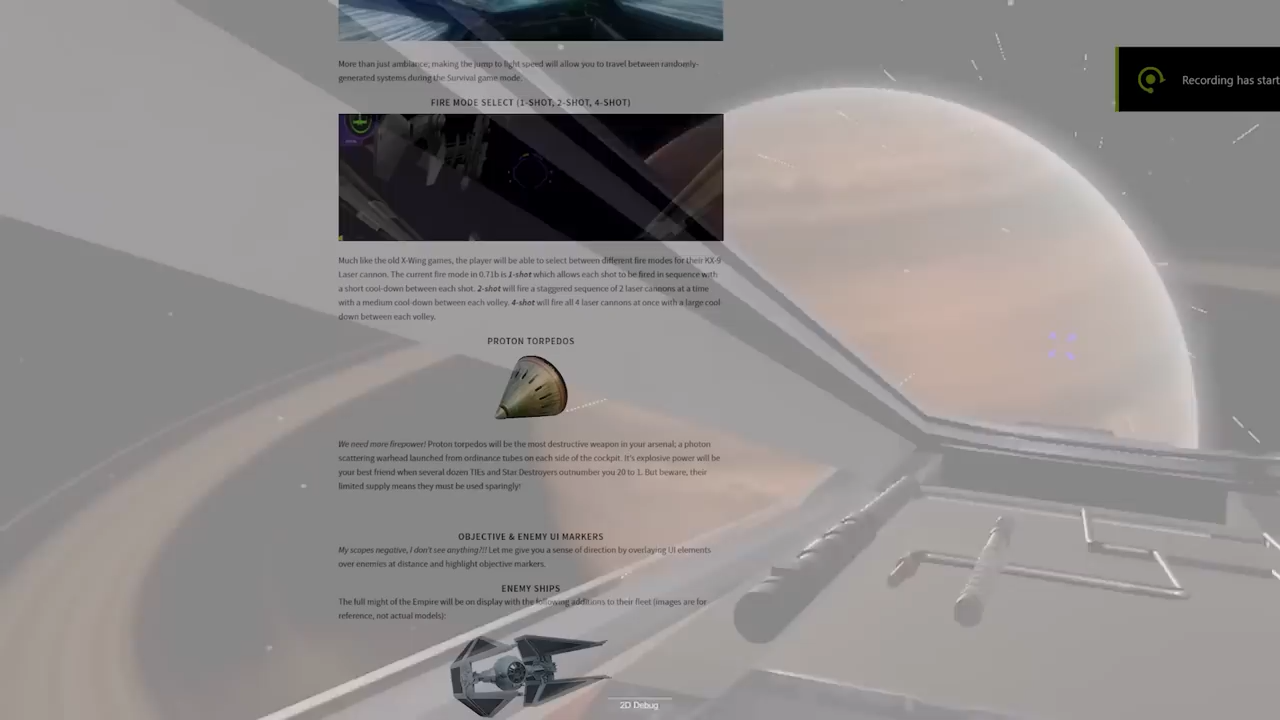 More than just ambiance; making the jump to light speed will allow you to travel between randomly-
generated systems during the Survival game mode.
FIRE MODE SELECT (1-SHOT, 2-SHOT, 4-SHOT)
Recording has start
Much like the old X-Wing games, the player will be able to select between different fire modes for their KX-9
Laser cannon. The current fire mode in 0.71b is 1-shot which allows each shot to be fired in sequence with
a short cool-down between each shot. 2-shot will fire a staggered sequence of 2 laser cannons at a time
with a medium cool-down between each volley. 4-shot will fire all 4 laser cannons at once with a large cool
down between each volley.
PROTON TORPEDOS
We need more firepower! Proton torpedos will be the most destructive weapon in your arsenal; a photon
scattering warhead launched from ordinance tubes on each side of the cockpit. It's explosive power will be
your best friend when several dozen TIEs and Star Destroyers outnumber you 20 to 1. But beware, their
limited supply means they must be used sparingly!
OBJECTIVE & ENEMY UI MARKERS
My scopes negative, I don't see anything!!! Let me give you a sense of direction by overlaying UI elements
over enemies at distance and highlight objective markers.
ENEMY SHIPS
The full might of the Empire will be on display with the following additions to their fleet (images are for
reference, not actual models):
2D Debug